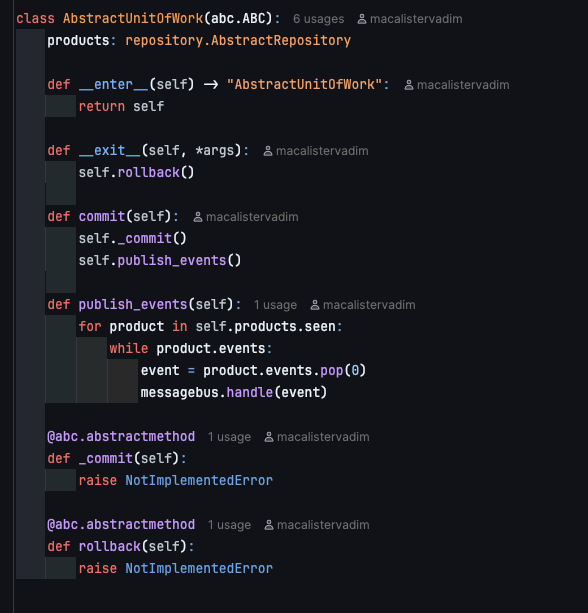 class AbstractUnitOfWork(abc.ABC): 6 usages macalistervadim
products: repository.AbstractRepository
def __enter__(self) -> "AbstractUnitOfWork": macalistervadim
return self
def __exit__(self, *args): macalistervadim
self.rollback()
def commit(self): macalistervadim
self._commit()
self.publish_events()
def publish_events(self): 1 usage macalistervadim
for product in self.products.seen:
while product.events:
event = product.events.pop(0)
messagebus.handle(event)
@abc.abstractmethod 1 usage macalistervadim
def _commit(self):
raise NotImplementedError
@abc.abstractmethod 1 usage macalistervadim
def rollback(self):
raise NotImplementedError